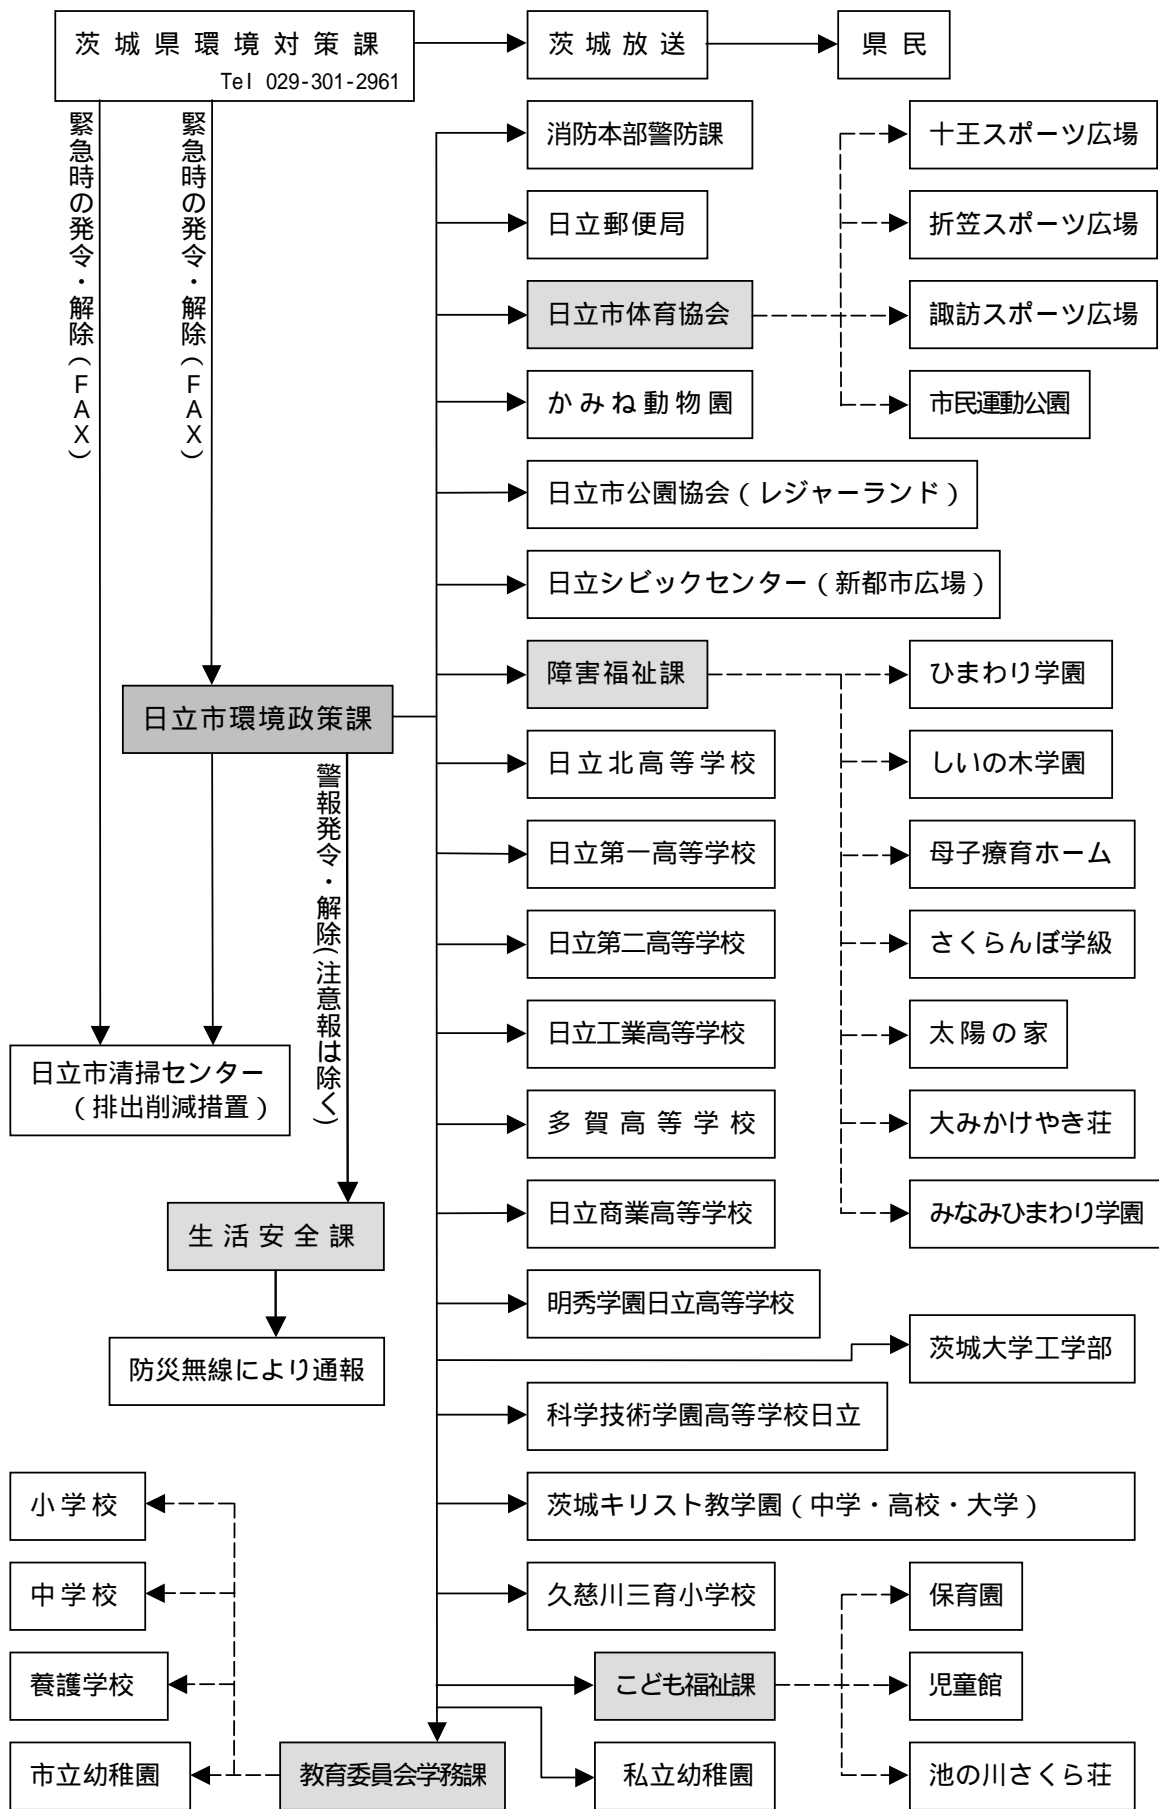 茨城県環境対策課
Tel 029-301-2961
茨城放送
県民
緊急時の発令・解除(FAX)
緊急時の発令・解除(FAX)
消防本部警防課
十王スポーツ広場
日立郵便局
折笠スポーツ広場
日立市体育協会
諏訪スポーツ広場
かみね動物園
市民運動公園
日立市公園協会(レジャーランド)
日立シビックセンター(新都市広場)
障害福祉課
ひまわり学園
日立市環境政策課
日立北高等学校
しいの木学園
警報発令・解除(注意報は除く)
日立第一高等学校
母子療育ホーム
日立第二高等学校
さくらんぼ学級
日立工業高等学校
太陽の家
日立市清掃センター
(排出削減措置)
多賀高等学校
大みかけやき荘
日立商業高等学校
みなみひまわり学園
生活安全課
明秀学園日立高等学校
茨城大学工学部
防災無線により通報
科学技術学園高等学校日立
小学校
茨城キリスト教学園(中学・高校・大学)
中学校
久慈川三育小学校
保育園
養護学校
こども福祉課
児童館
市立幼稚園
教育委員会学務課
私立幼稚園
池の川さくら荘